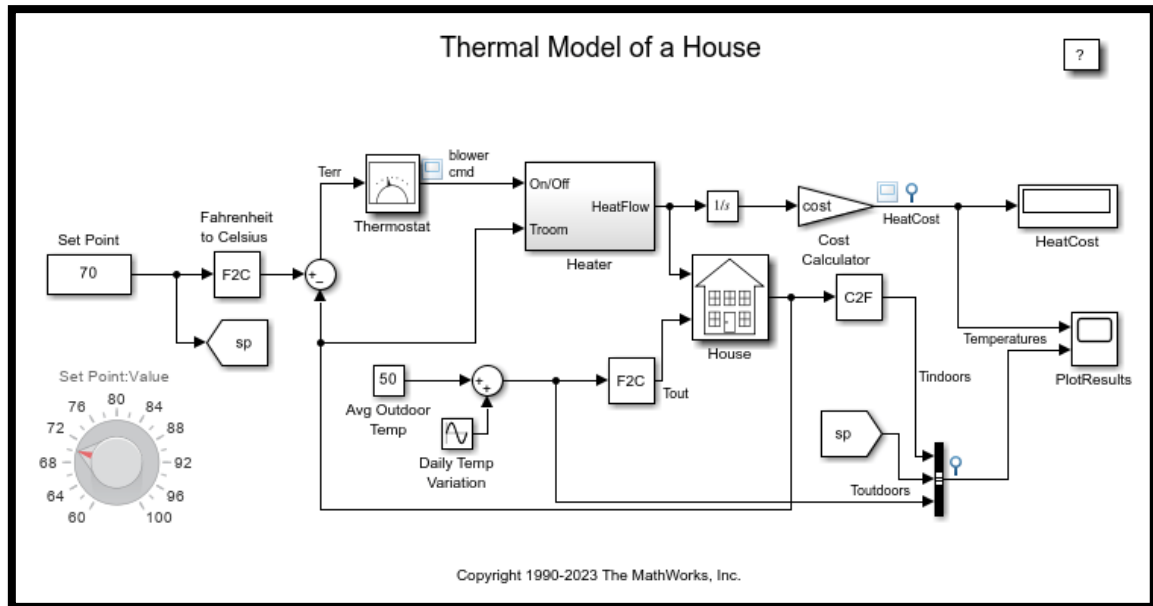 Thermal Model of a House
?
blower
cmd
Terr
Thermostat
On/Off
Troom
HeatFlow
Heater
1/s
cost
Cost
Calculator
HeatCost
HeatCost
Set Point
70
Fahrenheit
to Celsius
F2C
+
−
sp
House
C2F
Temperatures
PlotResults
Tindoors
Set Point:Value
60
64
68
72
76
80
84
88
92
96
100
50
Avg Outdoor
Temp
+
+
Daily Temp
Variation
F2C
Tout
sp
Toutdoors
Copyright 1990-2023 The MathWorks, Inc.